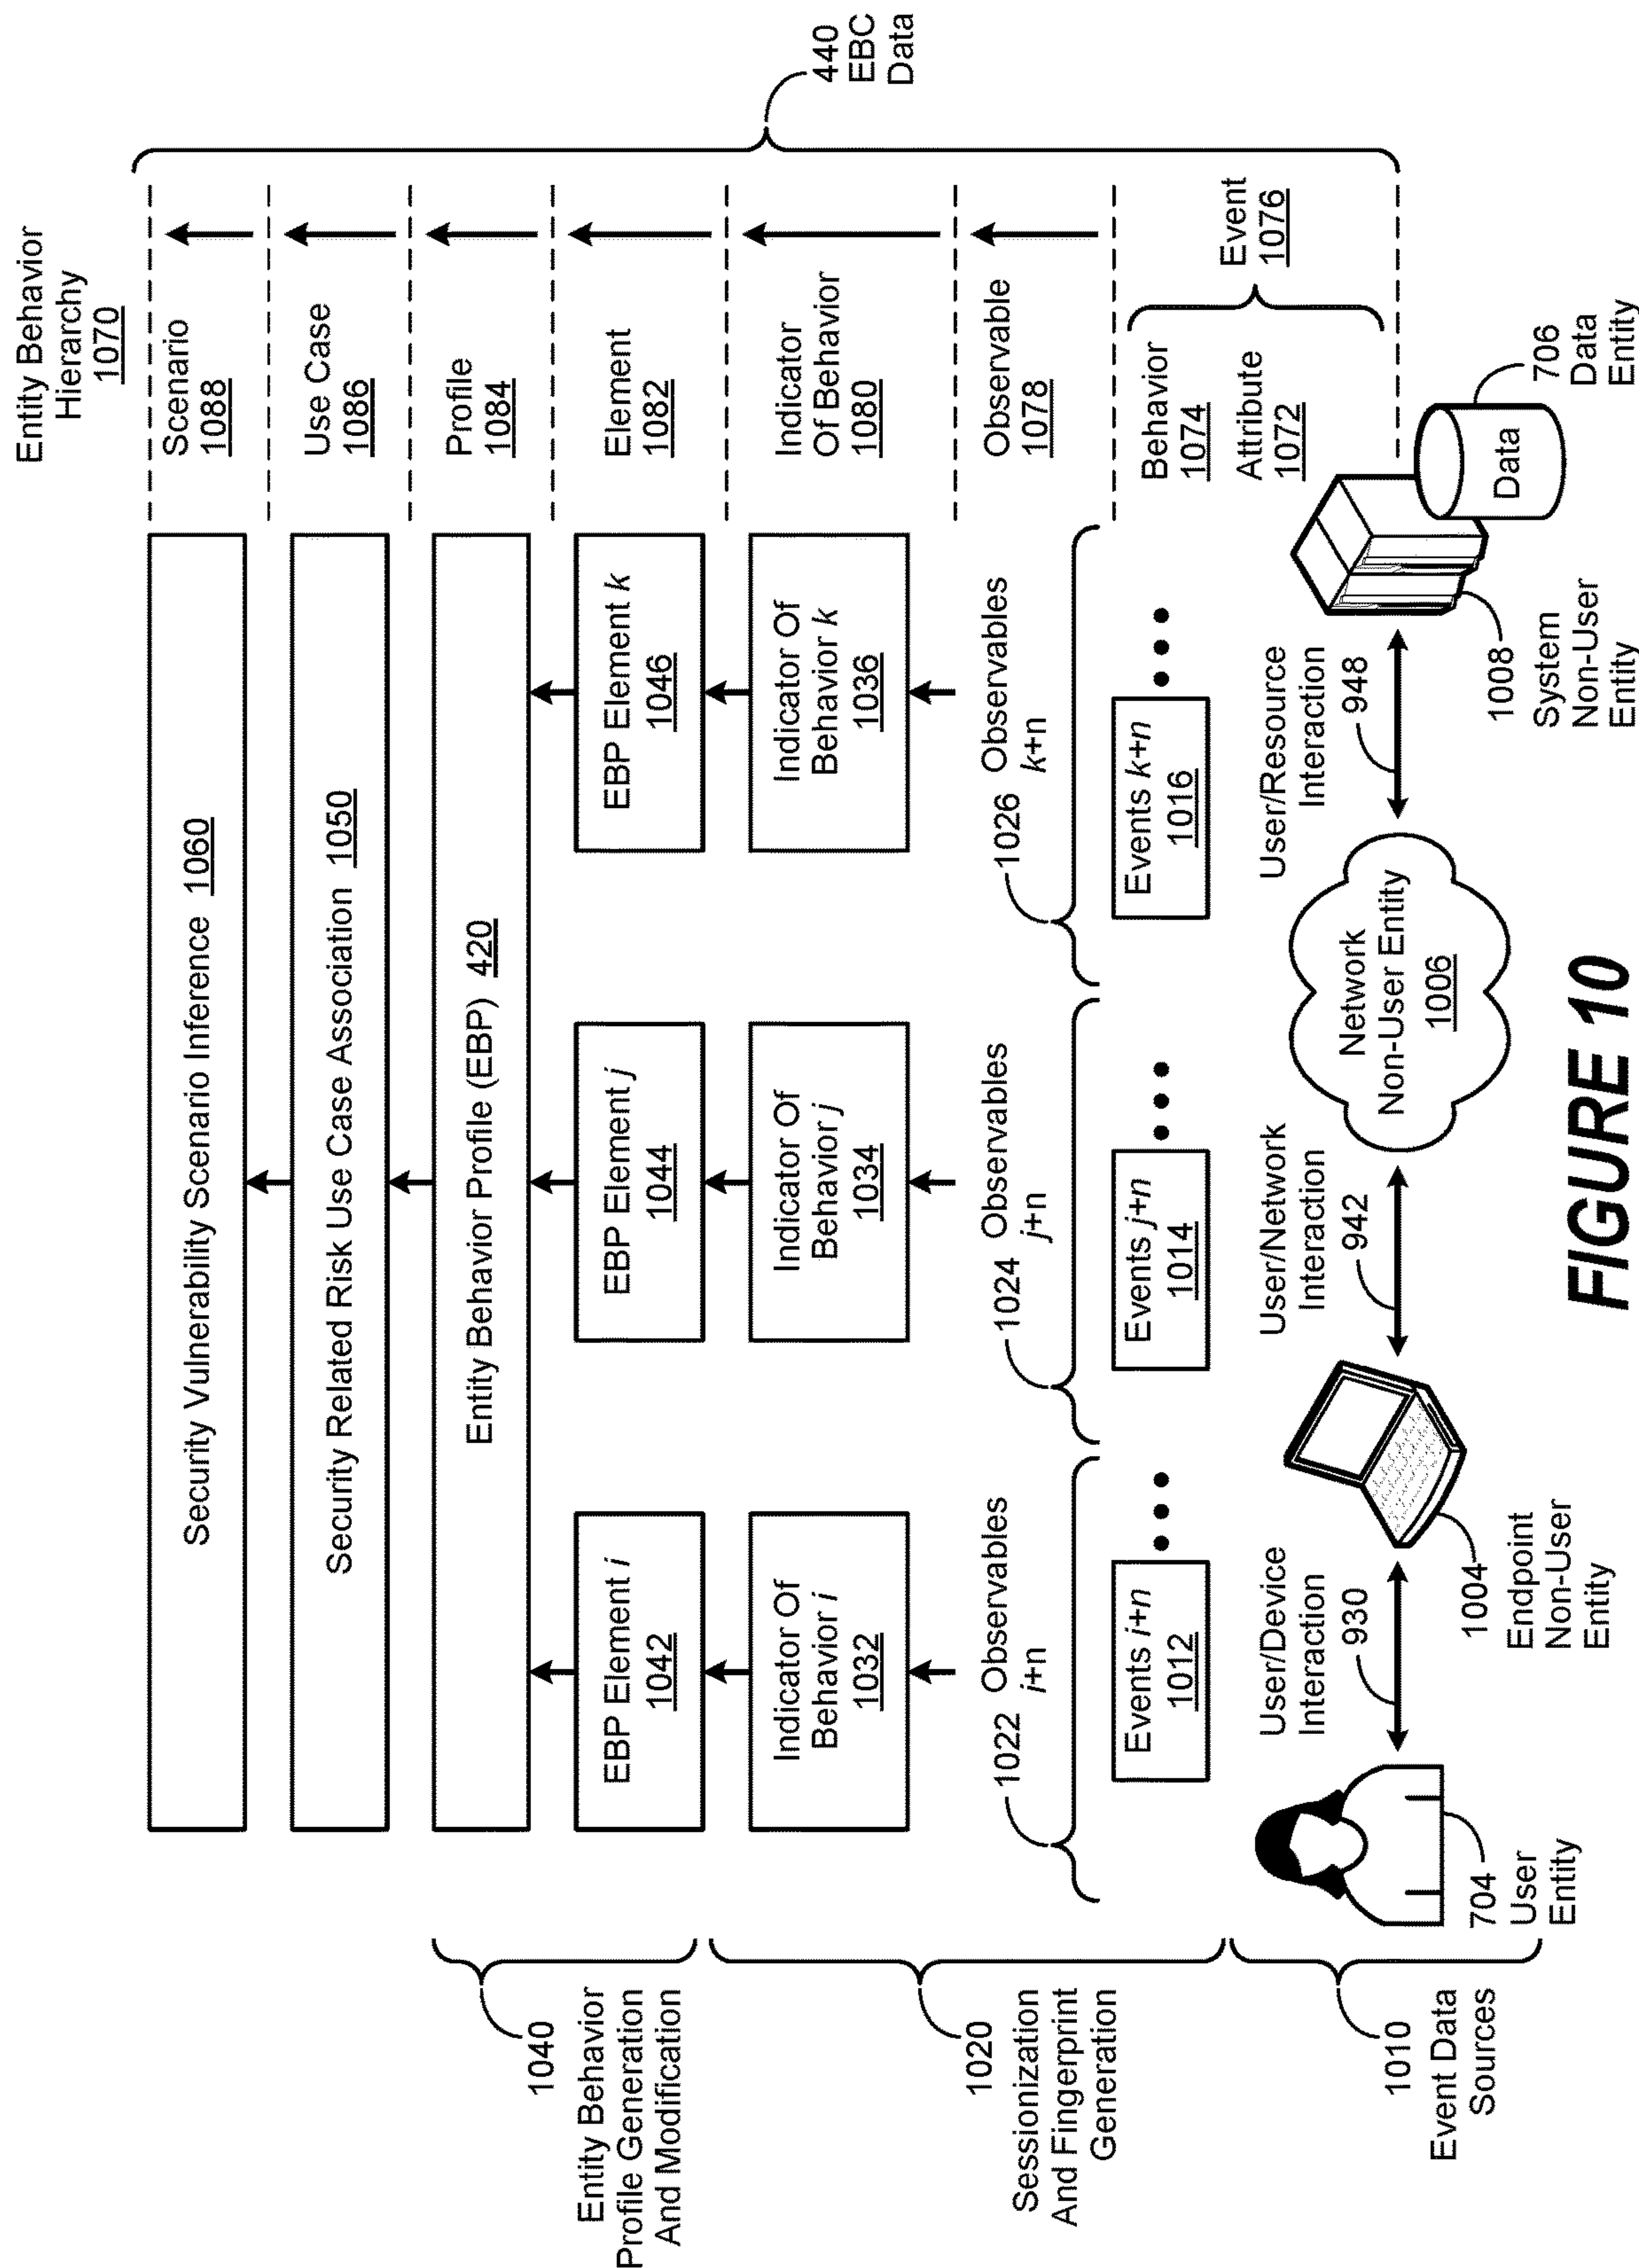 Entity Behavior
Hierarchy
1070
Security Vulnerability Scenario Inference 1060
Scenario
1088
Security Related Risk Use Case Association 1050
Use Case
1086
1040
Entity Behavior
Profile Generation
And Modification
Entity Behavior Profile (EBP) 420
Profile
1084
EBP Element i
1042
EBP Element j
1044
EBP Element k
1046
Element
1082
440
EBC
Data
Indicator Of
Behavior i
1032
Indicator Of
Behavior j
1034
Indicator Of
Behavior k
1036
Indicator
Of Behavior
1080
1020
Sessionization
And Fingerprint
Generation
1022
Observables
i+n
1024
Observables
j+n
1026
Observables
k+n
Observable
1078
Events i+n
1012
Events j+n
1014
Events k+n
1016
Behavior
1074
Attribute
1072
Event
1076
1010
Event Data
Sources
User/Device
Interaction
930
User/Network
Interaction
942
Network
Non-User Entity
1006
User/Resource
Interaction
948
Data
704
User
Entity
1004
Endpoint
Non-User
Entity
1008
System
Non-User
Entity
706
Data
Entity
FIGURE 10